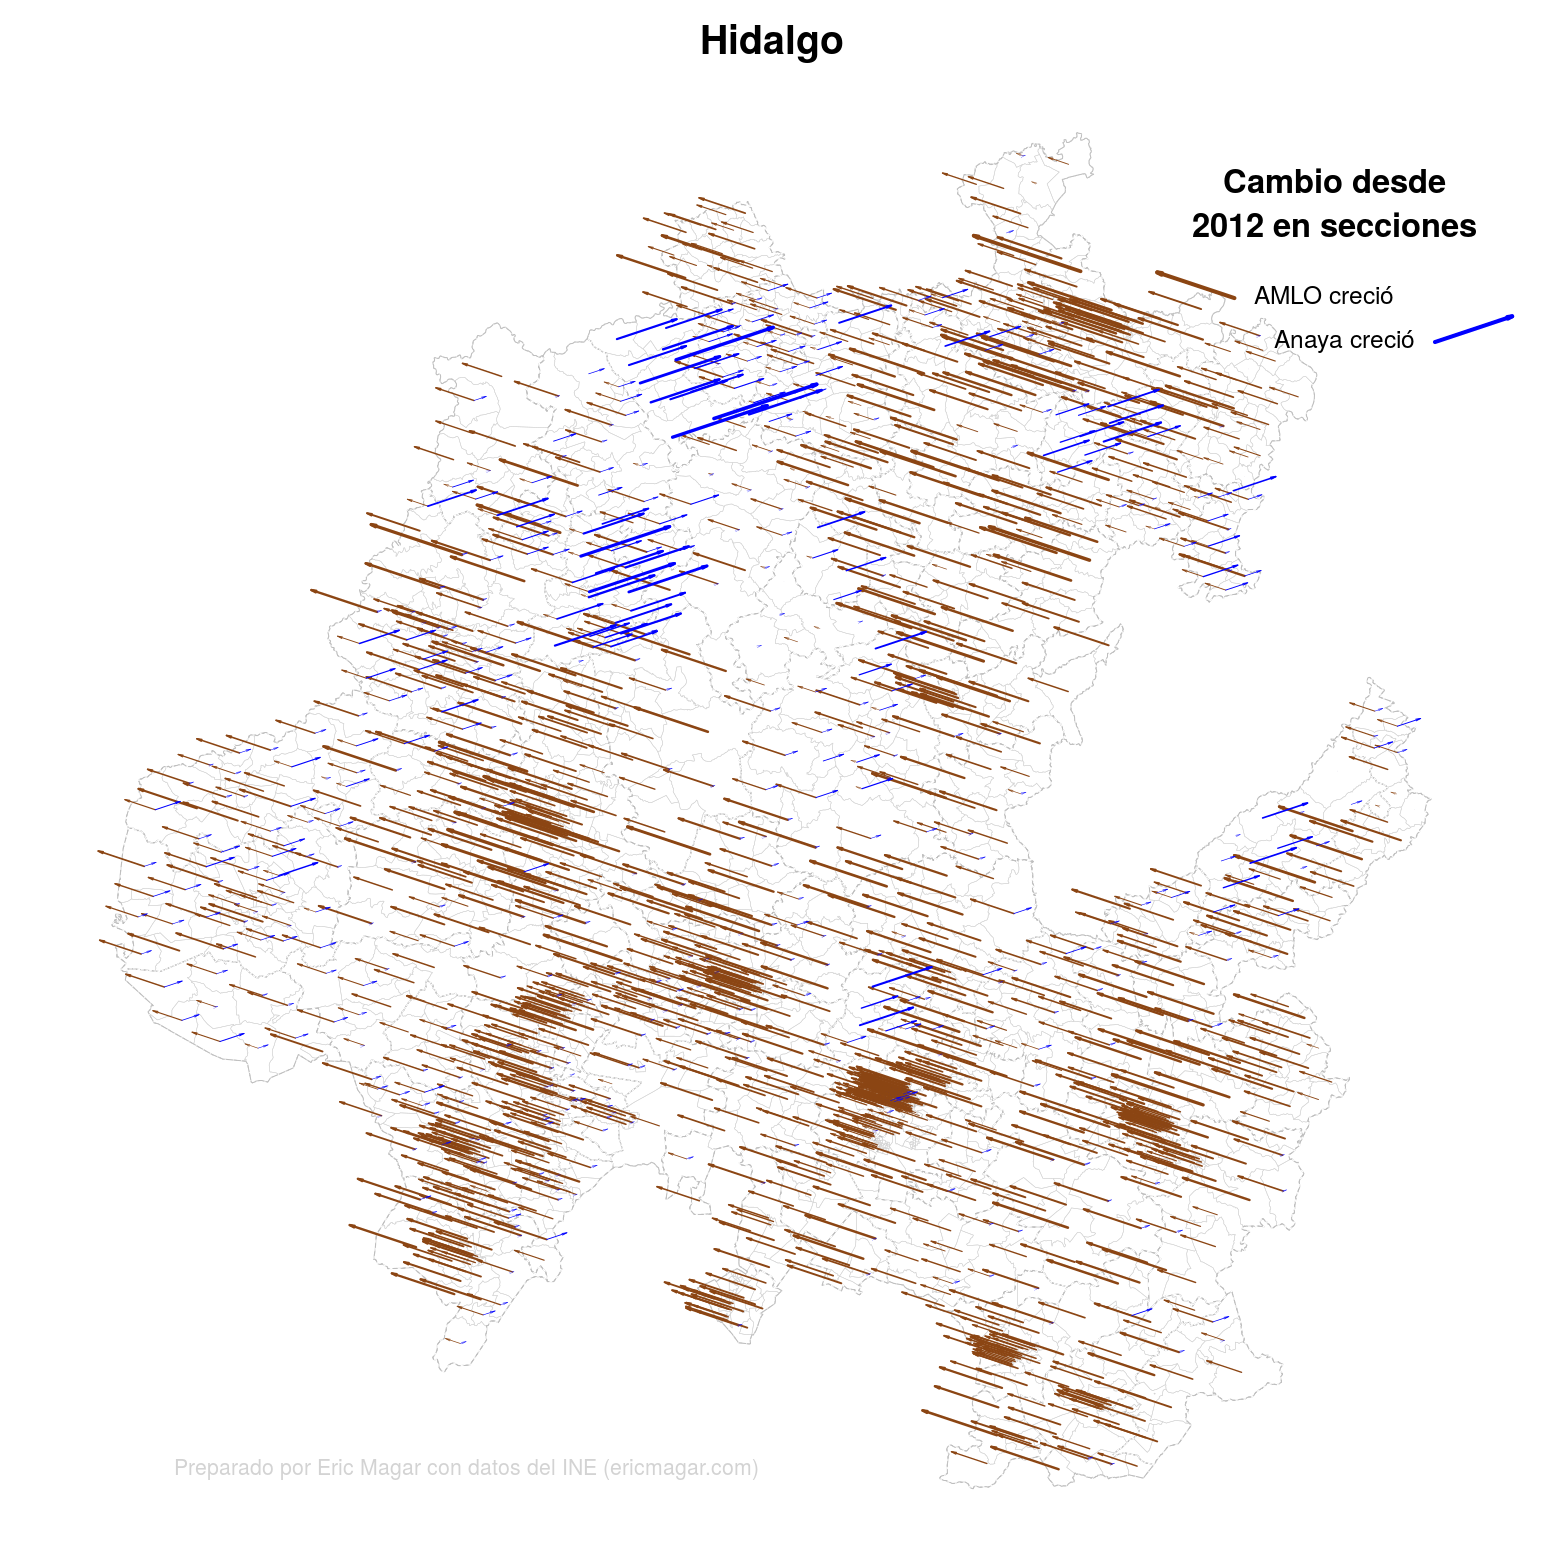 Hidalgo
Cambio desde
2012 en secciones
AMLO creció
Anaya creció
Preparado por Eric Magar con datos del INE (ericmagar.com)